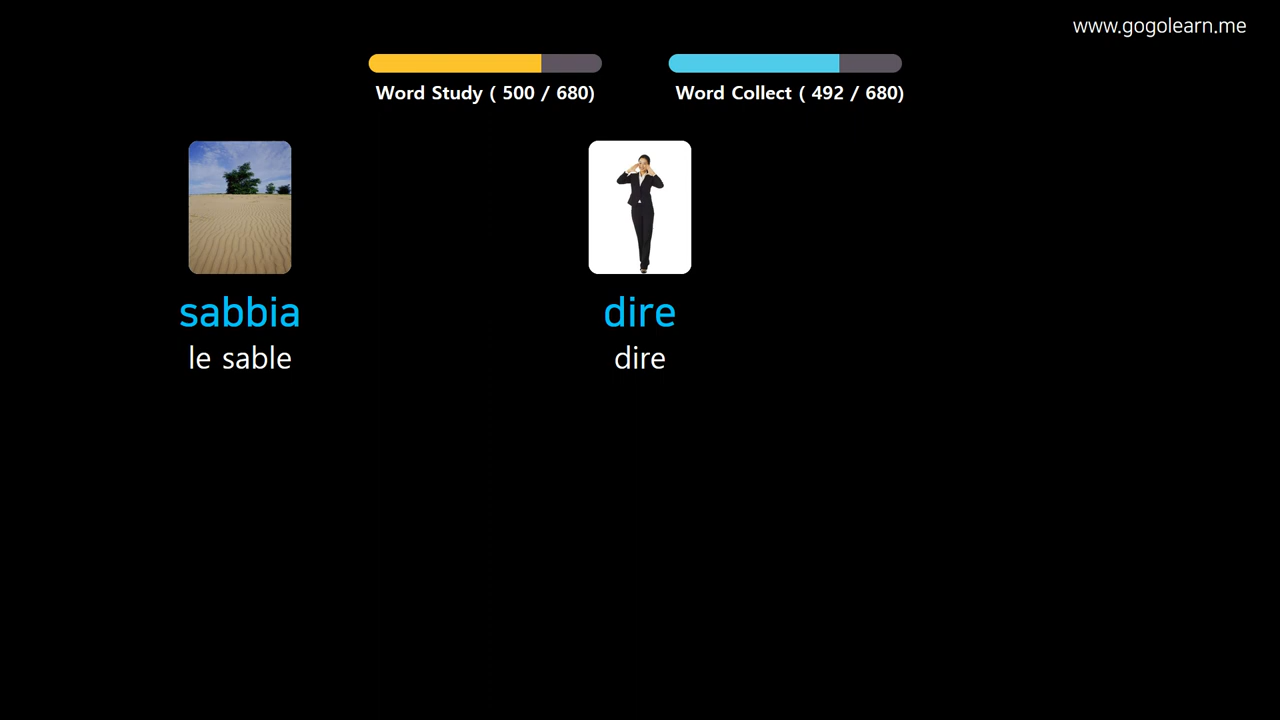 www.gogolearn.me
Word Study ( 500 / 680)
Word Collect ( 492 / 680)
sabbia
le sable
dire
dire